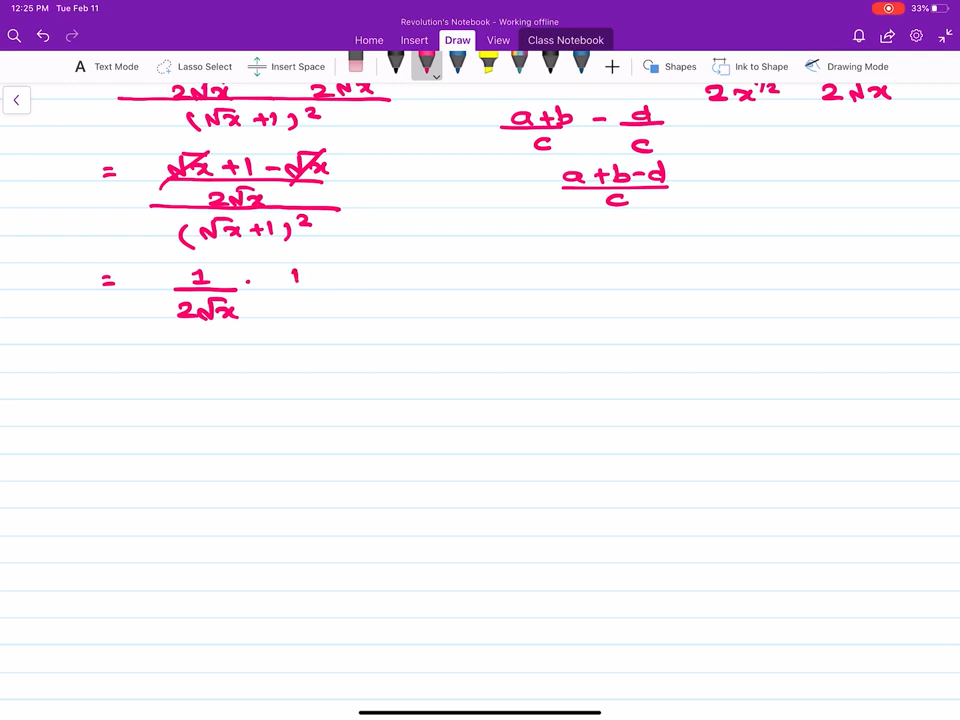 12:25 PM Tue Feb 11
33%
Revolution's Notebook - Working offline
Home Insert Draw View Class Notebook
Text Mode Lasso Select Insert Space Shapes Ink to Shape Drawing Mode
2√x 2√x
(√x +1)²
= √x +1 - √x
2√x
(√x +1)²
= 1 . 1
2√x
2x^1/2 2√x
a+b - d
c c
a+b-d
c